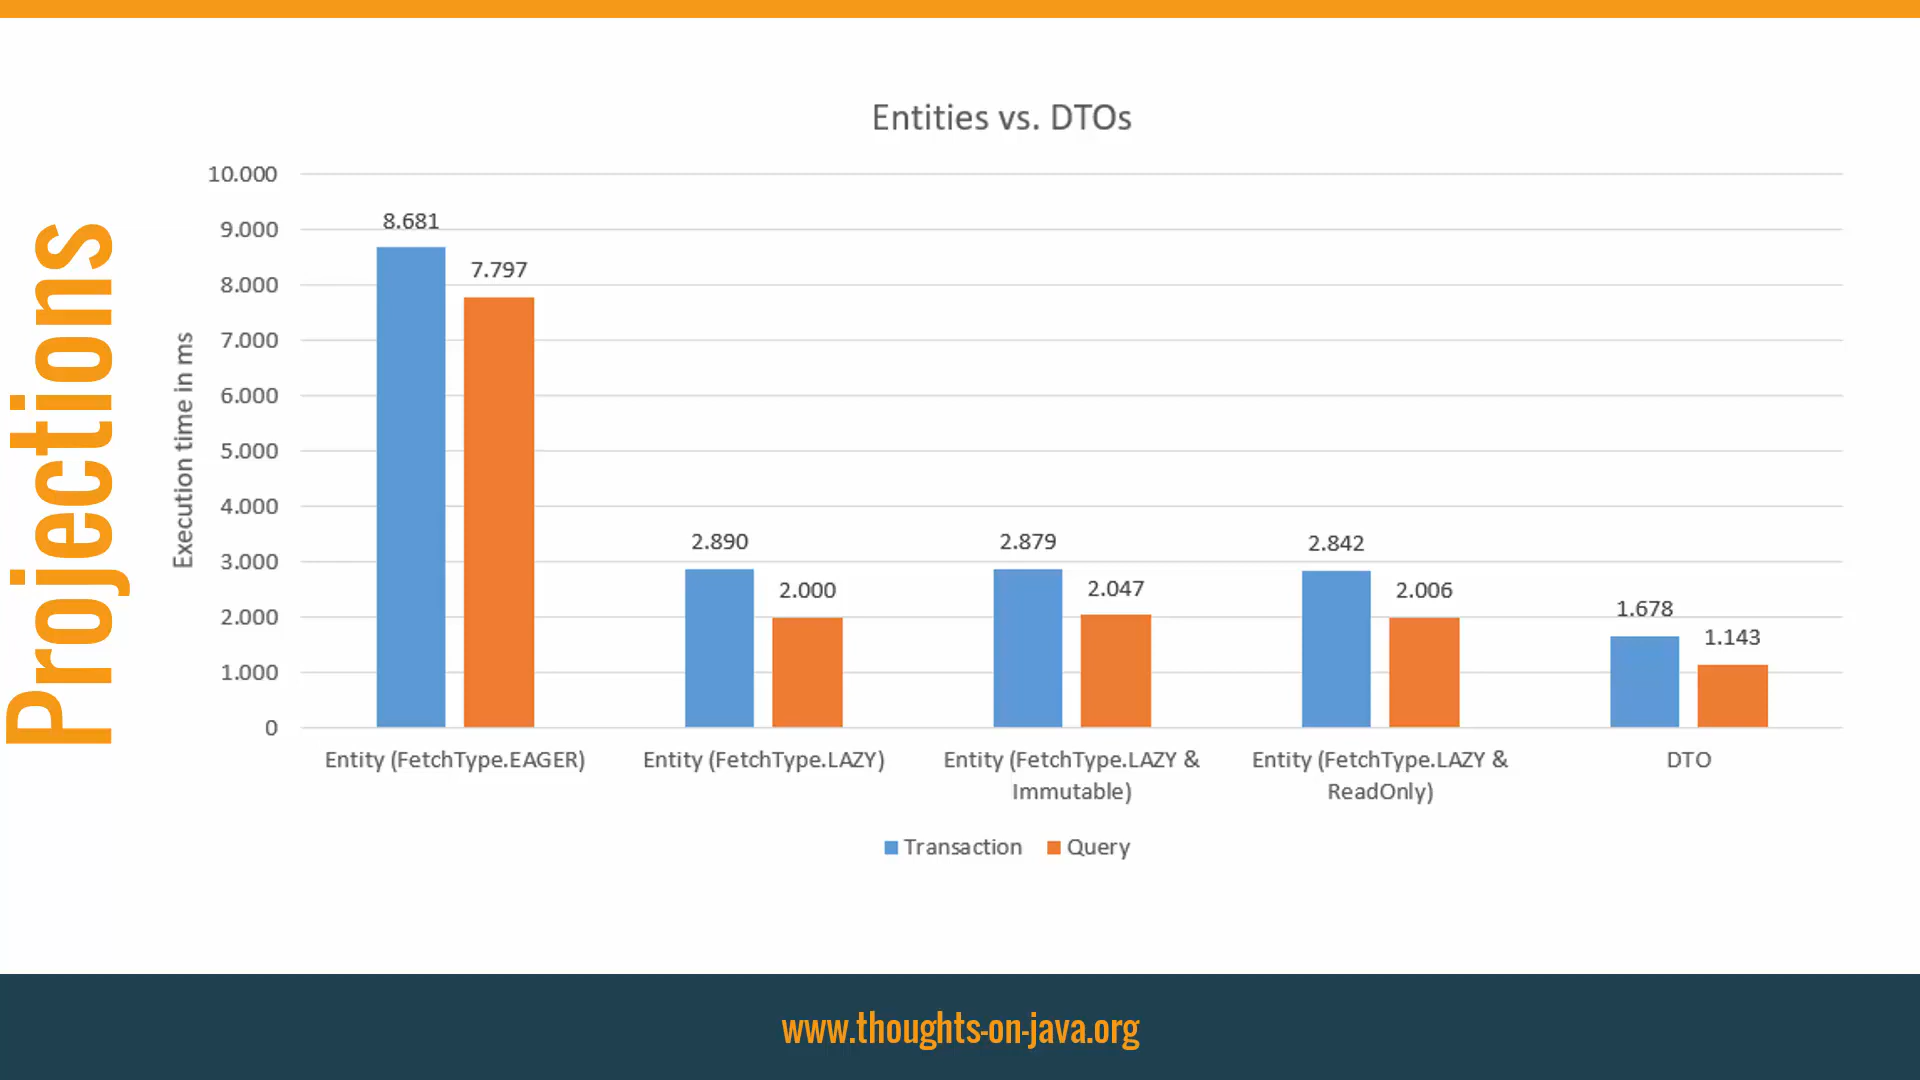 Projections
Entities vs. DTOs
Execution time in ms
10.000
9.000
8.000
7.000
6.000
5.000
4.000
3.000
2.000
1.000
0
8.681
7.797
2.890
2.000
2.879
2.047
2.842
2.006
1.678
1.143
Entity (FetchType.EAGER)
Entity (FetchType.LAZY)
Entity (FetchType.LAZY &
Immutable)
Entity (FetchType.LAZY &
ReadOnly)
DTO
Transaction
Query
www.thoughts-on-java.org